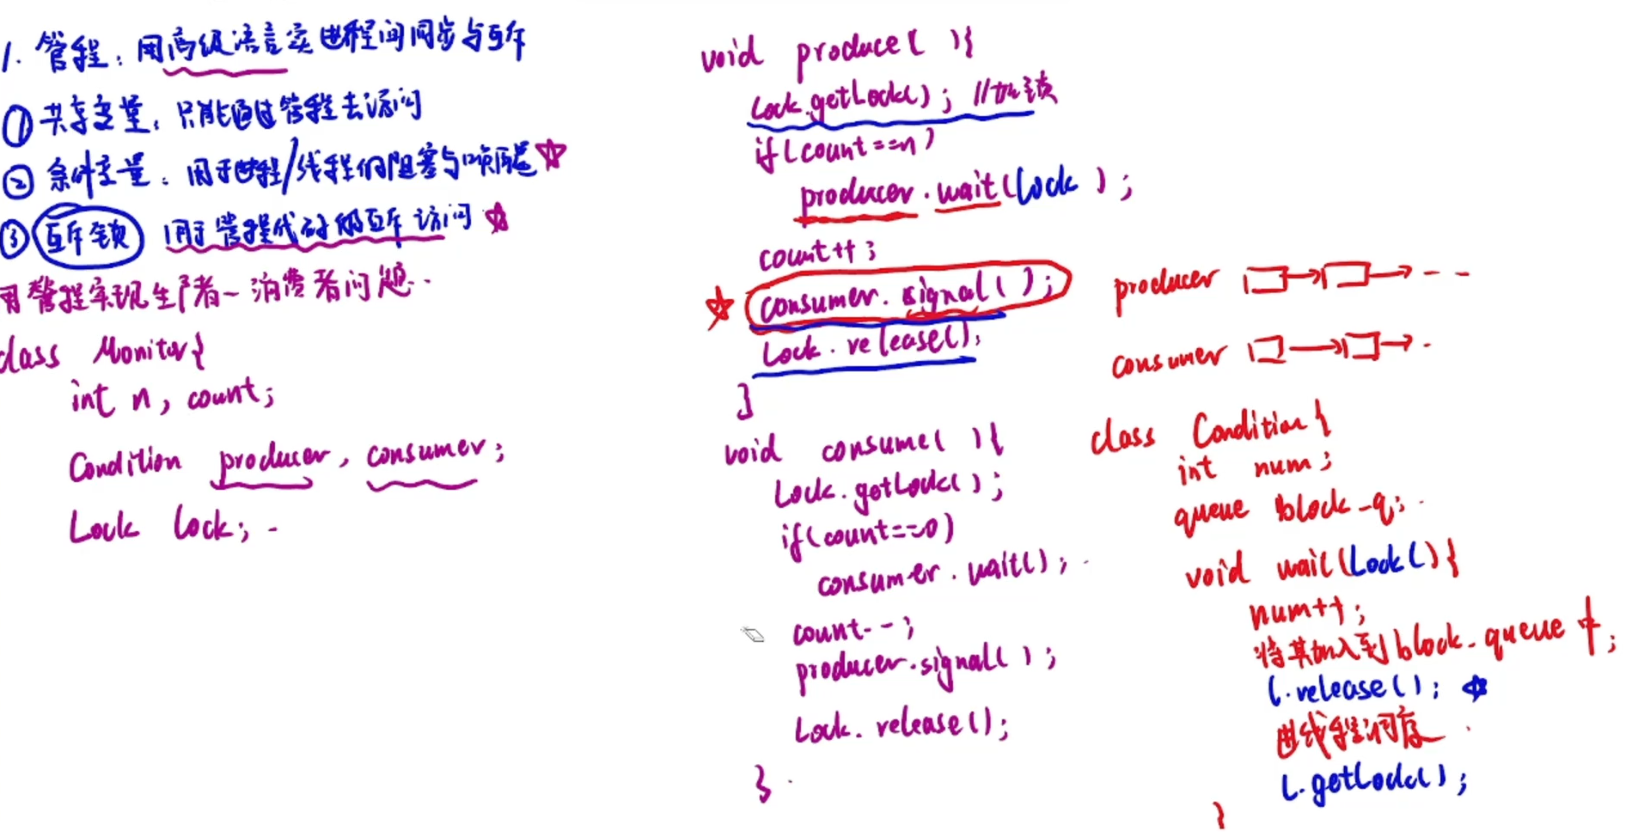 1. 管程：用高级语言实进程间同步与互斥
① 共享变量：只能通过管程去访问
② 条件变量：用于进程/线程的阻塞与唤醒☆
③ 互斥锁 用于管程代码的互斥访问☆
用管程实现生产者-消费者问题..
class Monitor{
int n, count;
Condition producer, consumer;
Lock lock;
void produce( ){
Lock.getLock(); //加锁
if(count==n)
producer.wait(lock );
count++;
☆ consumer.signal( );
Lock.release();
}
void consume( ){
Lock.getLock();
if(count==0)
consumer.wait();
count--;
producer.signal( );
Lock.release();
}
producer □→□→--
consumer □→□→-
class Condition{
int num;
queue block_q;
void wait(Lock l){
num++;
将其加入到block_queue中;
l.release();☆
进线程调度
l.getLock();
}